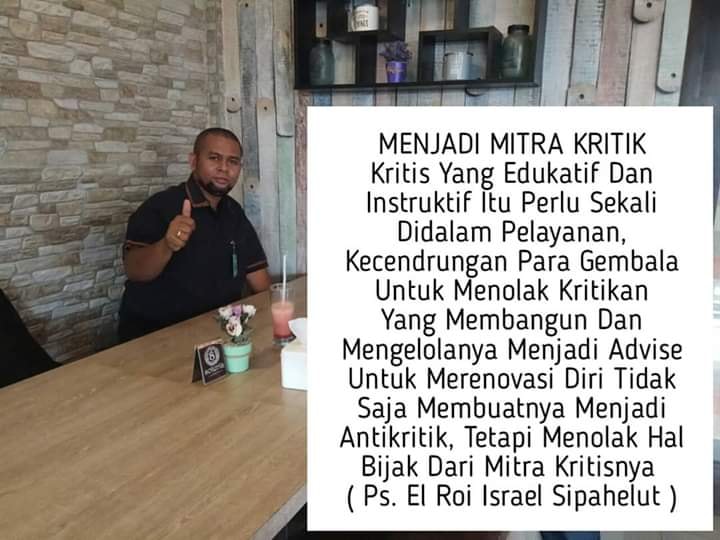 MENJADI MITRA KRITIK
Kritis Yang Edukatif Dan
Instruktif Itu Perlu Sekali
Didalam Pelayanan,
Kecendrungan Para Gembala
Untuk Menolak Kritikan
Yang Membangun Dan
Mengelolanya Menjadi Advise
Untuk Merenovasi Diri Tidak
Saja Membuatnya Menjadi
Antikritik, Tetapi Menolak Hal
Bijak Dari Mitra Kritisnya
( Ps. El Roi Israel Sipahelut )